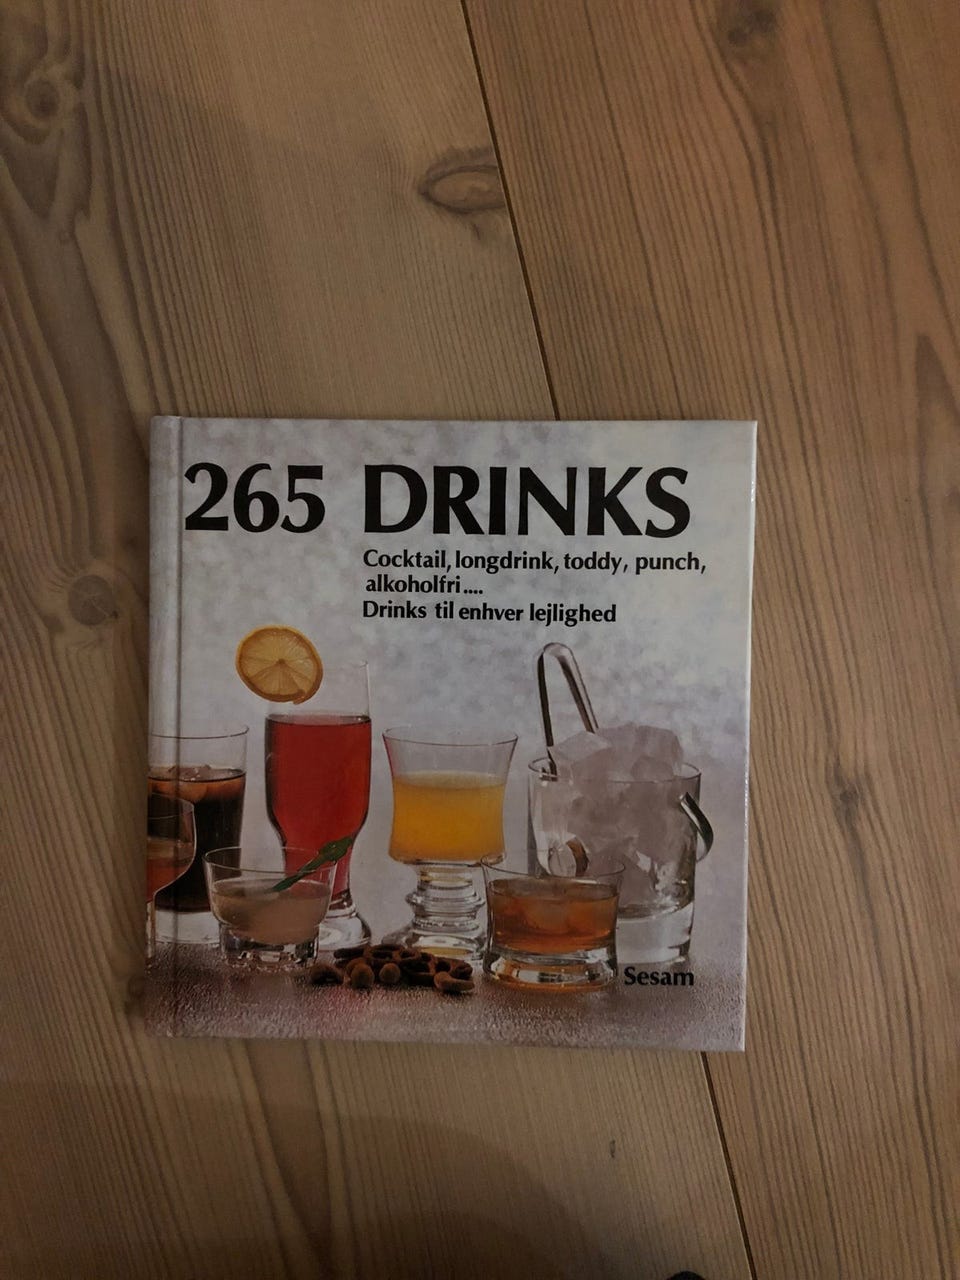 265 DRINKS
Cocktail, longdrink, toddy, punch,
alkoholfri....
Drinks til enhver lejlighed
Sesam